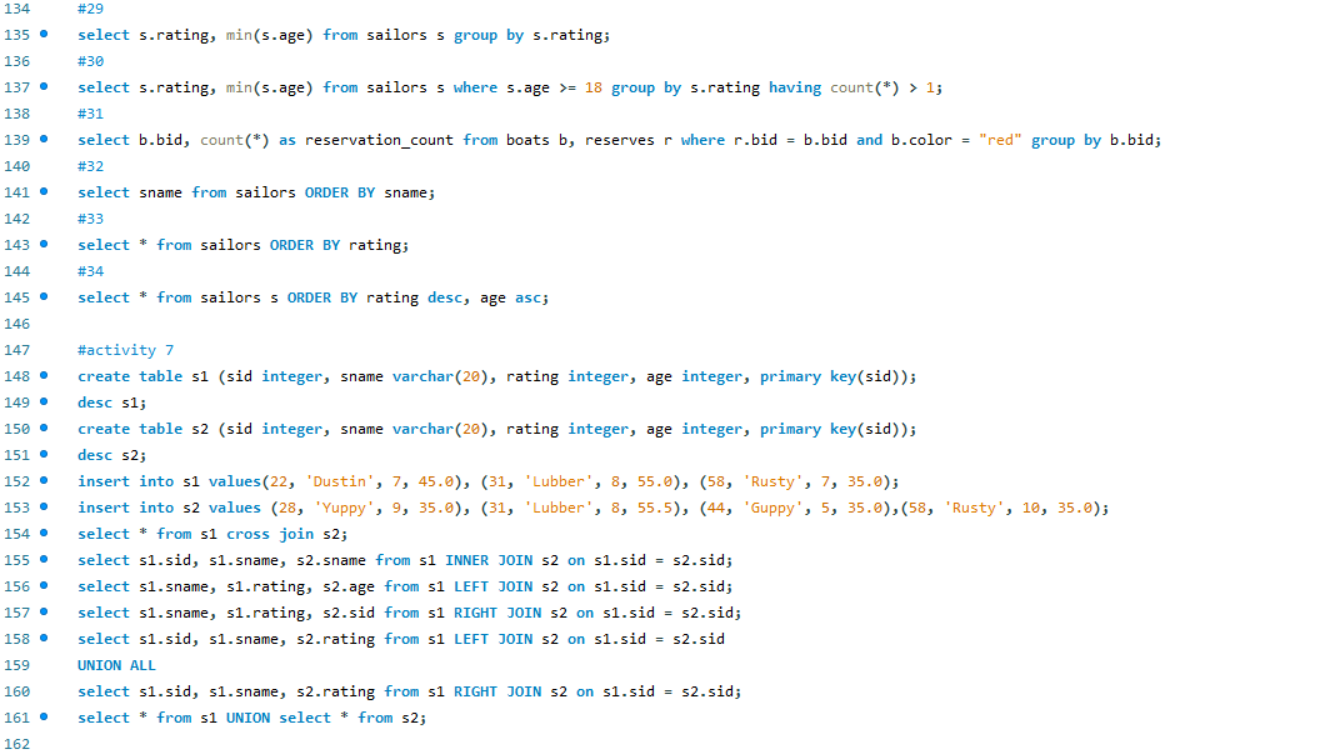 134 #29
135 select s.rating, min(s.age) from sailors s group by s.rating;
136 #30
137 select s.rating, min(s.age) from sailors s where s.age >= 18 group by s.rating having count(*) > 1;
138 #31
139 select b.bid, count(*) as reservation_count from boats b, reserves r where r.bid = b.bid and b.color = "red" group by b.bid;
140 #32
141 select sname from sailors ORDER BY sname;
142 #33
143 select * from sailors ORDER BY rating;
144 #34
145 select * from sailors s ORDER BY rating desc, age asc;
146
147 #activity 7
148 create table s1 (sid integer, sname varchar(20), rating integer, age integer, primary key(sid));
149 desc s1;
150 create table s2 (sid integer, sname varchar(20), rating integer, age integer, primary key(sid));
151 desc s2;
152 insert into s1 values(22, 'Dustin', 7, 45.0), (31, 'Lubber', 8, 55.0), (58, 'Rusty', 7, 35.0);
153 insert into s2 values (28, 'Yuppy', 9, 35.0), (31, 'Lubber', 8, 55.5), (44, 'Guppy', 5, 35.0),(58, 'Rusty', 10, 35.0);
154 select * from s1 cross join s2;
155 select s1.sid, s1.sname, s2.sname from s1 INNER JOIN s2 on s1.sid = s2.sid;
156 select s1.sname, s1.rating, s2.age from s1 LEFT JOIN s2 on s1.sid = s2.sid;
157 select s1.sname, s1.rating, s2.sid from s1 RIGHT JOIN s2 on s1.sid = s2.sid;
158 select s1.sid, s1.sname, s2.rating from s1 LEFT JOIN s2 on s1.sid = s2.sid
159 UNION ALL
160 select s1.sid, s1.sname, s2.rating from s1 RIGHT JOIN s2 on s1.sid = s2.sid;
161 select * from s1 UNION select * from s2;
162